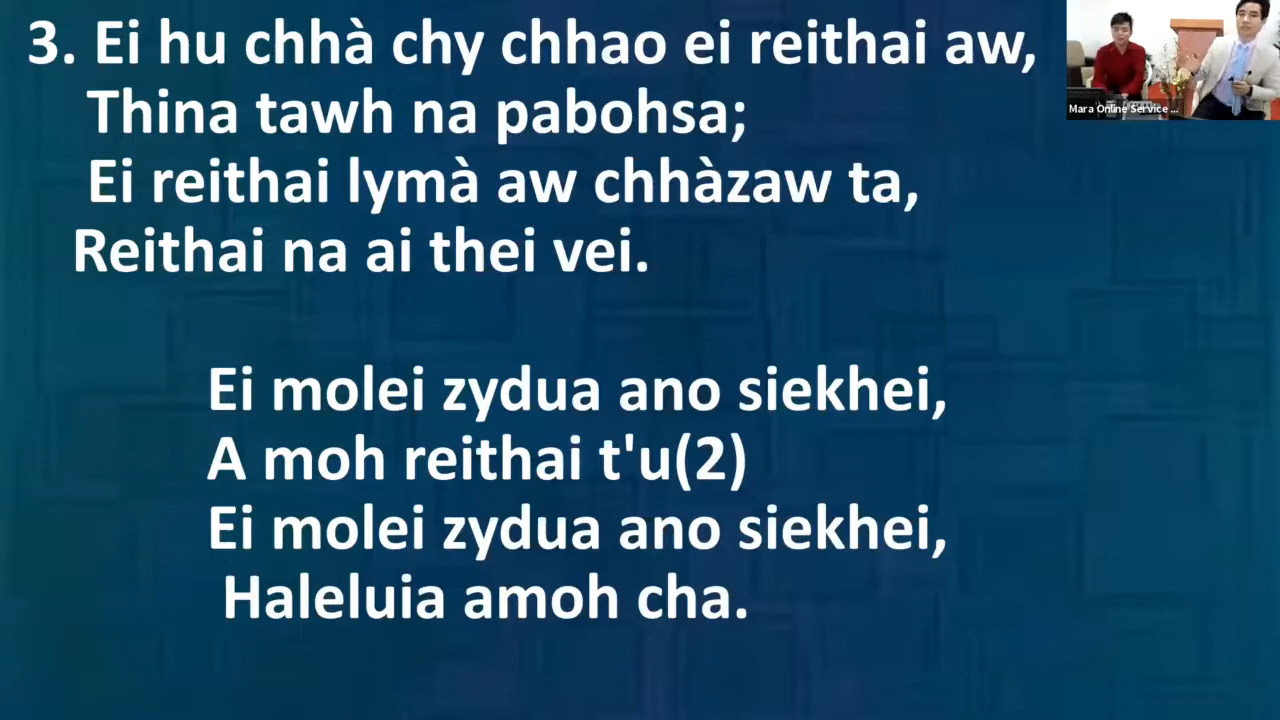 3. Ei hu chhà chy chhao ei reithai aw,
Thina tawh na pabohsa;
Ei reithai lymà aw chhàzaw ta,
Reithai na ai thei vei.
Ei molei zydua ano siekhei,
A moh reithai t'u(2)
Ei molei zydua ano siekhei,
Haleluia amoh cha.
Mara Online Service ...